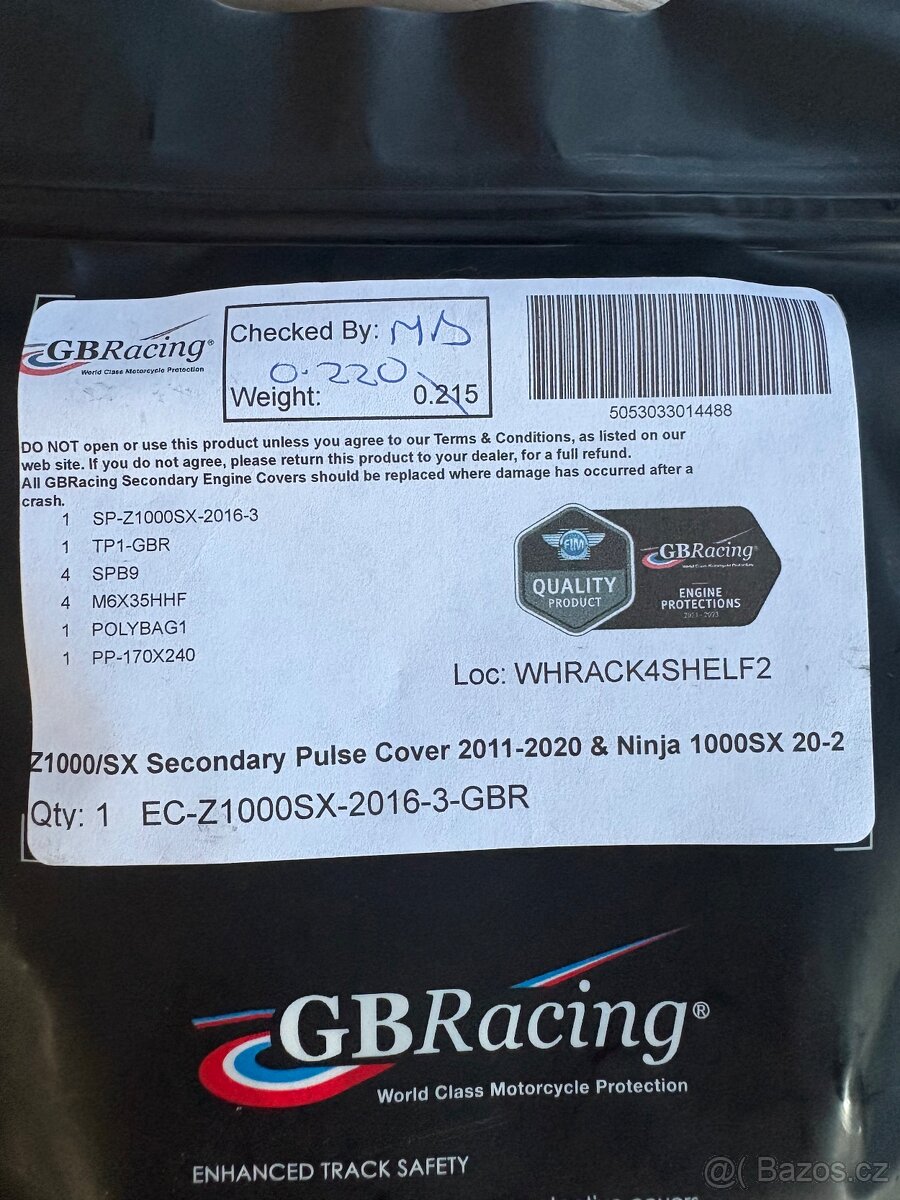 GBRacing®
World Class Motorcycle Protection
Checked By: MD
0.220
Weight: 0.215
5053033014488
DO NOT open or use this product unless you agree to our Terms & Conditions, as listed on our
web site. If you do not agree, please return this product to your dealer, for a full refund.
All GBRacing Secondary Engine Covers should be replaced where damage has occurred after a
crash.
1 SP-Z1000SX-2016-3
1 TP1-GBR
4 SPB9
4 M6X35HHF
1 POLYBAG1
1 PP-170X240
FIM
QUALITY
PRODUCT
GBRacing®
World Class Motorcycle Protection
ENGINE
PROTECTIONS
Loc: WHRACK4SHELF2
Z1000/SX Secondary Pulse Cover 2011-2020 & Ninja 1000SX 20-2
Qty: 1 EC-Z1000SX-2016-3-GBR
GBRacing®
World Class Motorcycle Protection
ENHANCED TRACK SAFETY
@( Bazos.cz